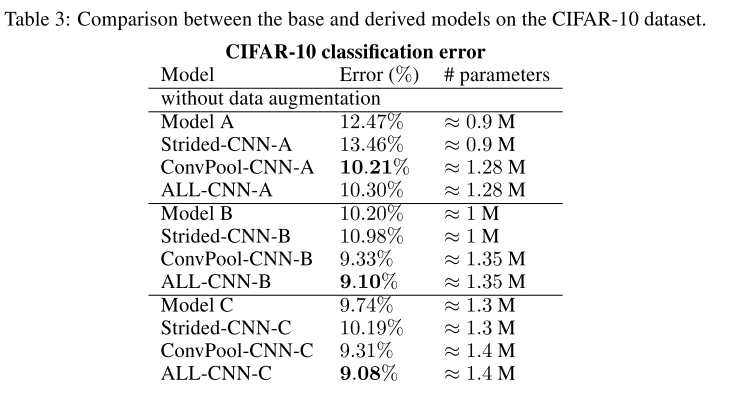 Table 3: Comparison between the base and derived models on the CIFAR-10 dataset.
CIFAR-10 classification error
Model Error (%) # parameters
without data augmentation
Model A 12.47% ≈ 0.9 M
Strided-CNN-A 13.46% ≈ 0.9 M
ConvPool-CNN-A 10.21% ≈ 1.28 M
ALL-CNN-A 10.30% ≈ 1.28 M
Model B 10.20% ≈ 1 M
Strided-CNN-B 10.98% ≈ 1 M
ConvPool-CNN-B 9.33% ≈ 1.35 M
ALL-CNN-B 9.10% ≈ 1.35 M
Model C 9.74% ≈ 1.3 M
Strided-CNN-C 10.19% ≈ 1.3 M
ConvPool-CNN-C 9.31% ≈ 1.4 M
ALL-CNN-C 9.08% ≈ 1.4 M